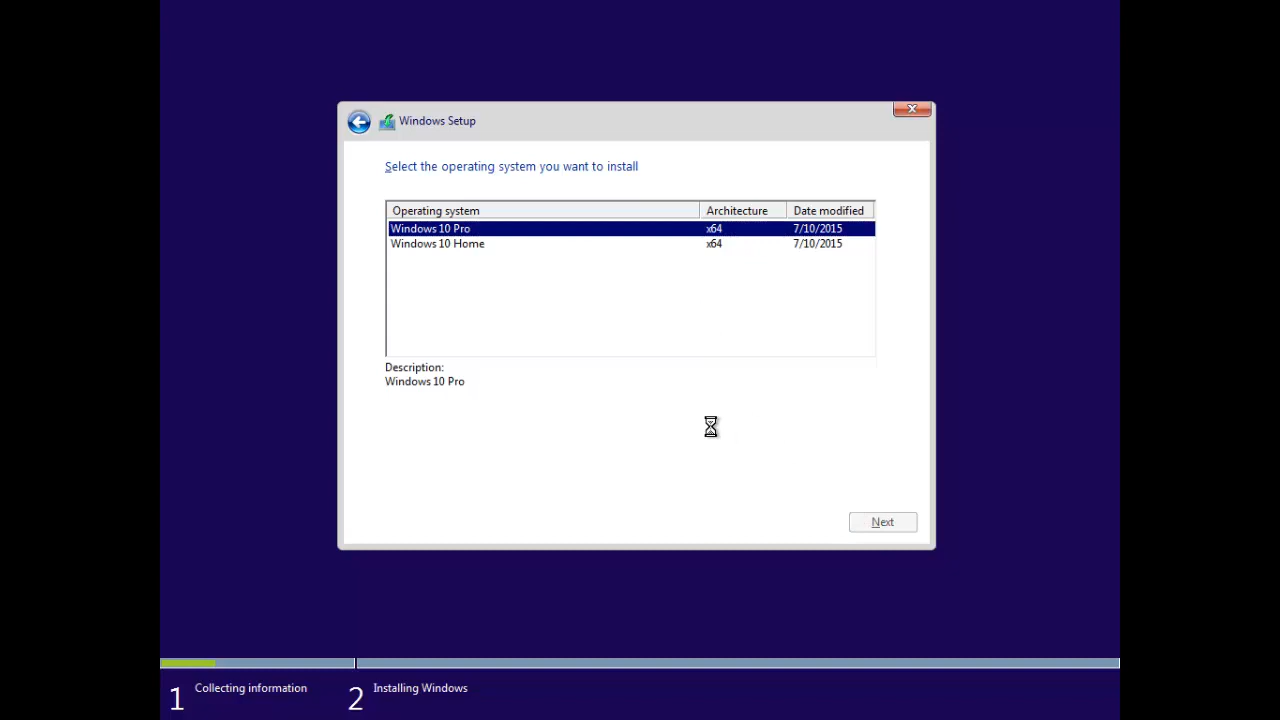 Windows Setup
Select the operating system you want to install
Operating system Architecture Date modified
Windows 10 Pro x64 7/10/2015
Windows 10 Home x64 7/10/2015
Description:
Windows 10 Pro
Next
1 Collecting information 2 Installing Windows